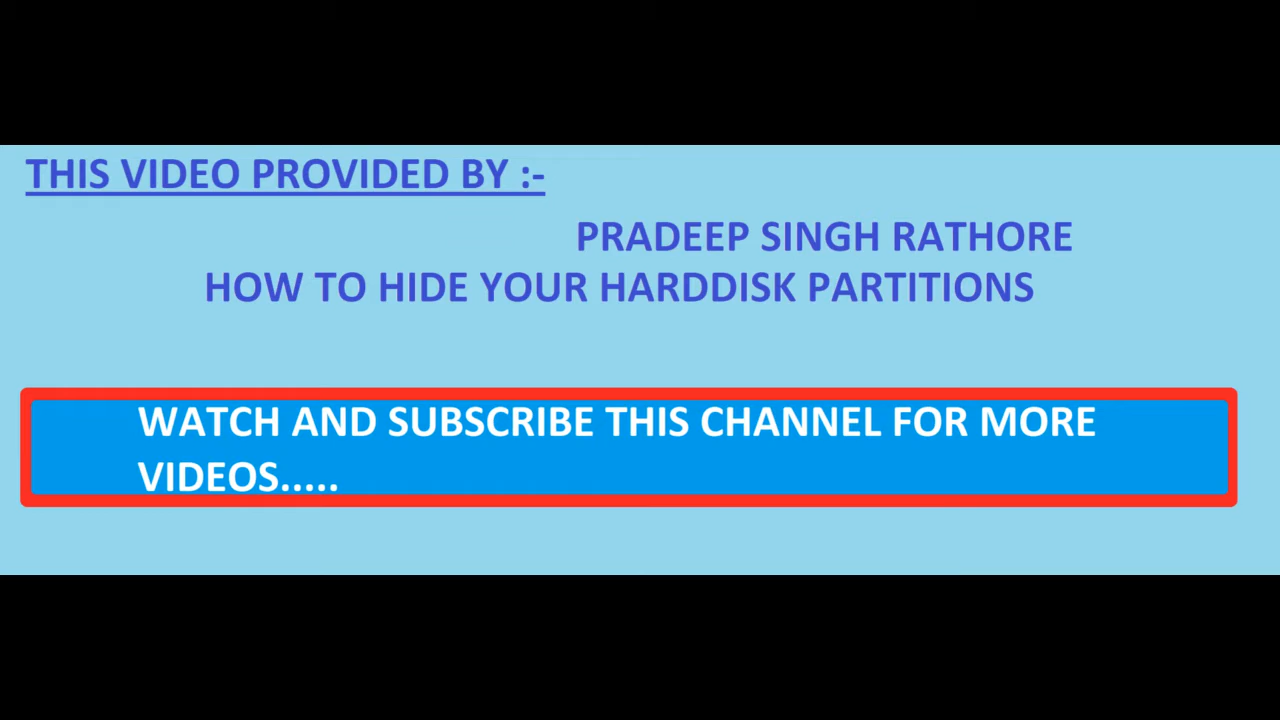 THIS VIDEO PROVIDED BY :-
PRADEEP SINGH RATHORE
HOW TO HIDE YOUR HARDDISK PARTITIONS
WATCH AND SUBSCRIBE THIS CHANNEL FOR MORE
VIDEOS.....